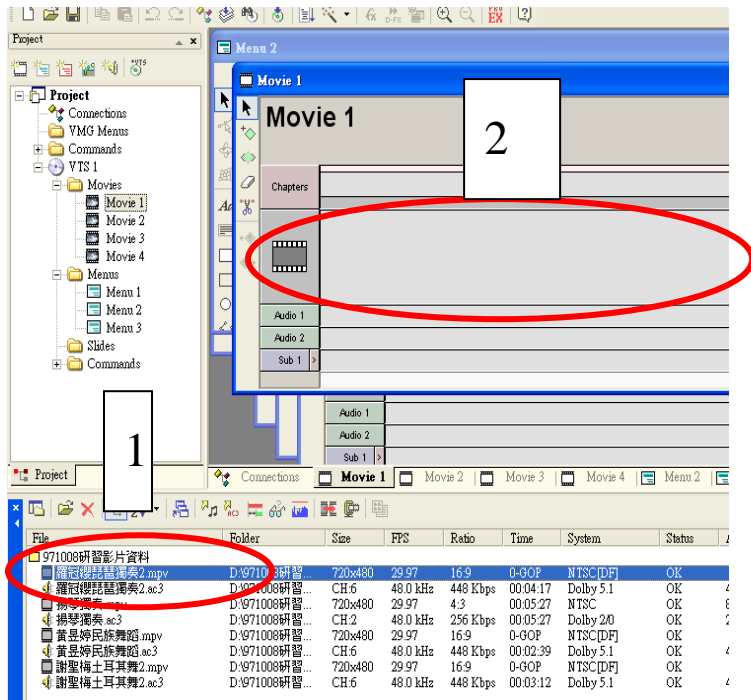 Project
Project
Connections
VMG Menus
Commands
VTS 1
Movies
Movie 1
Movie 2
Movie 3
Movie 4
Menus
Menu 1
Menu 2
Menu 3
Slides
Commands
Project
Menu 2
Movie 1
Movie 1
Chapters
Audio 1
Audio 2
Sub 1
Audio 1
Audio 2
Sub 1
1
2
Connections Movie 1 Movie 2 Movie 3 Movie 4 Menu 2
File Folder Size FPS Ratio Time System Status
971008研習影片資料
羅冠纓琵琶獨奏2.mpv D:\971008研習... 720x480 29.97 16:9 0-GOP NTSC[DF] OK
羅冠纓琵琶獨奏2.ac3 D:\971008研習... CH:6 48.0 kHz 448 Kbps 00:04:17 Dolby 5.1 OK
揚琴獨奏.mpv D:\971008研習... 720x480 29.97 4:3 00:05:27 NTSC OK
揚琴獨奏.ac3 D:\971008研習... CH:2 48.0 kHz 256 Kbps 00:05:27 Dolby 2/0 OK
黃昱婷民族舞蹈.mpv D:\971008研習... 720x480 29.97 16:9 0-GOP NTSC[DF] OK
黃昱婷民族舞蹈.ac3 D:\971008研習... CH:6 48.0 kHz 448 Kbps 00:02:39 Dolby 5.1 OK
謝聖梅土耳其舞2.mpv D:\971008研習... 720x480 29.97 16:9 0-GOP NTSC[DF] OK
謝聖梅土耳其舞2.ac3 D:\971008研習... CH:6 48.0 kHz 448 Kbps 00:03:12 Dolby 5.1 OK